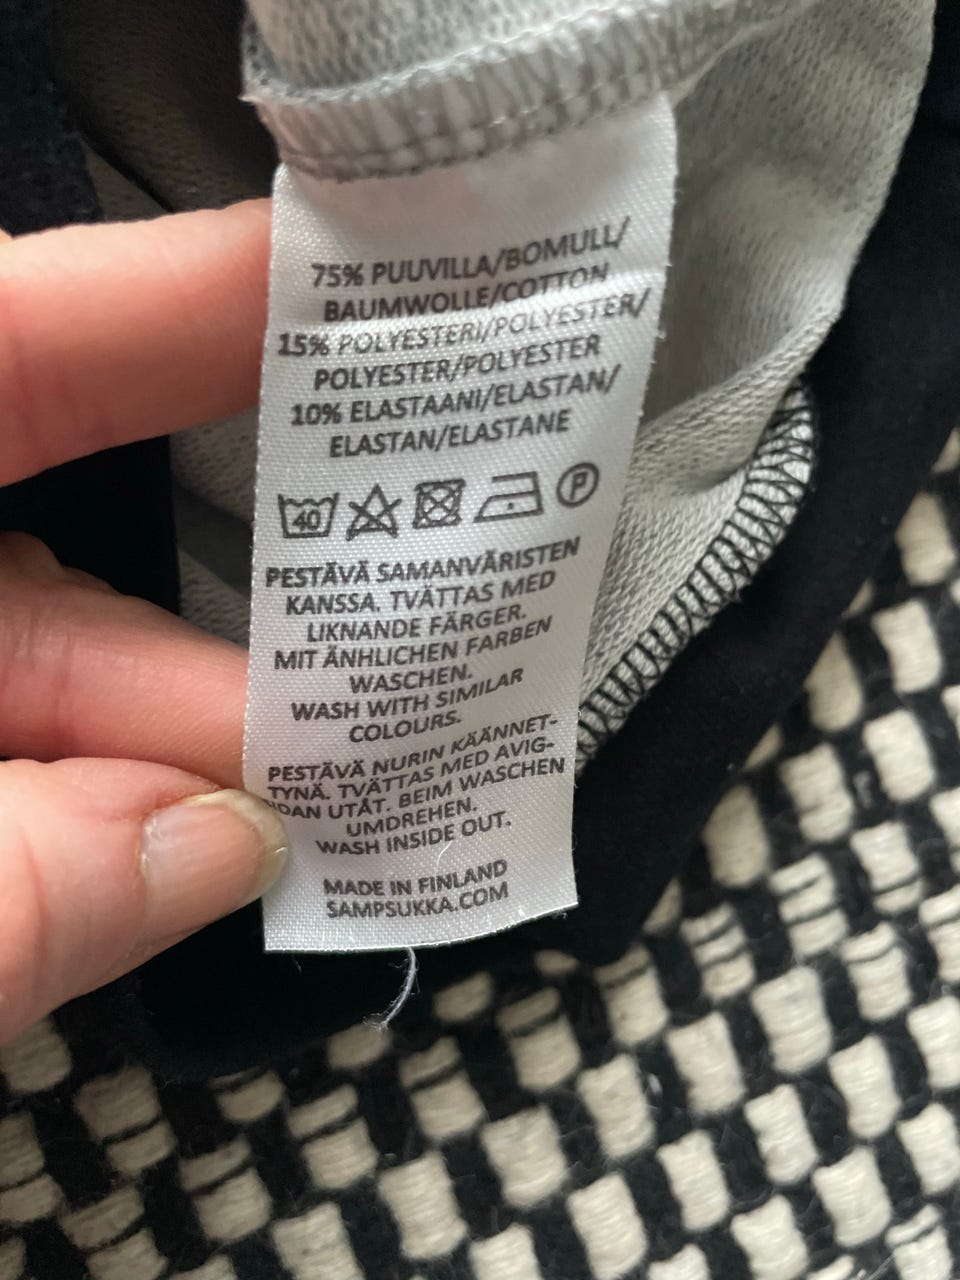 75% PUUVILLA/BOMULL/
BAUMWOLLE/COTTON
15% POLYESTERI/POLYESTER/
POLYESTER/POLYESTER
10% ELASTAANI/ELASTAN/
ELASTAN/ELASTANE
40 P
PESTÄVÄ SAMANVÄRISTEN
KANSSA. TVÄTTAS MED
LIKNANDE FÄRGER.
MIT ÄNHLICHEN FARBEN
WASCHEN.
WASH WITH SIMILAR
COLOURS.
PESTÄVÄ NURIN KÄÄNNET-
TYNÄ. TVÄTTAS MED AVIG-
IDAN UTÅT. BEIM WASCHEN
UMDREHEN.
WASH INSIDE OUT.
MADE IN FINLAND
SAMPSUKKA.COM